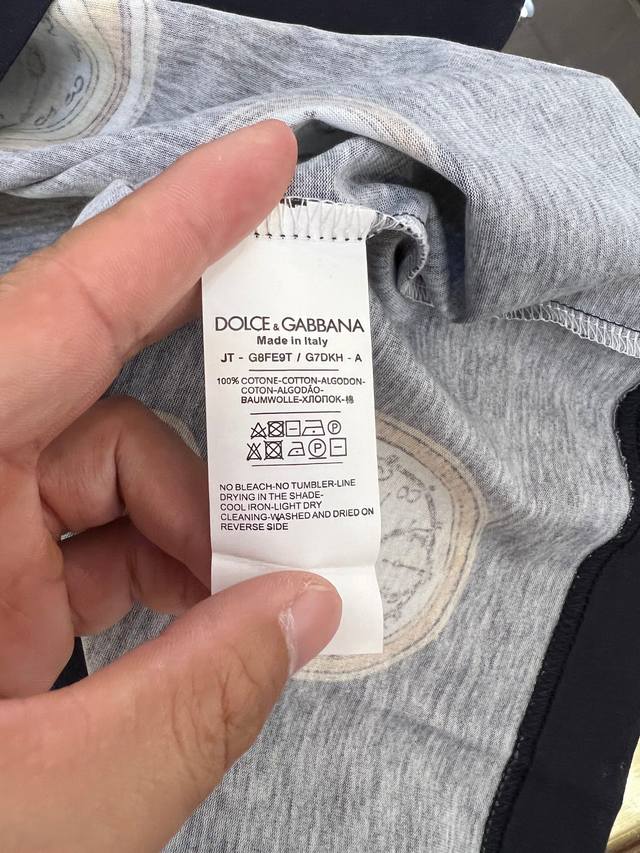 DOLCE & GABBANA
Made in Italy
JT - G8FE9T / G7DKH - A
100% COTONE-COTTON-ALGODON-
COTON-ALGODÃO-
BAUMWOLLE-ХЛОПОК-棉
NO BLEACH-NO TUMBLER-LINE
DRYING IN THE SHADE-
COOL IRON-LIGHT DRY
CLEANING-WASHED AND DRIED ON
REVERSE SIDE